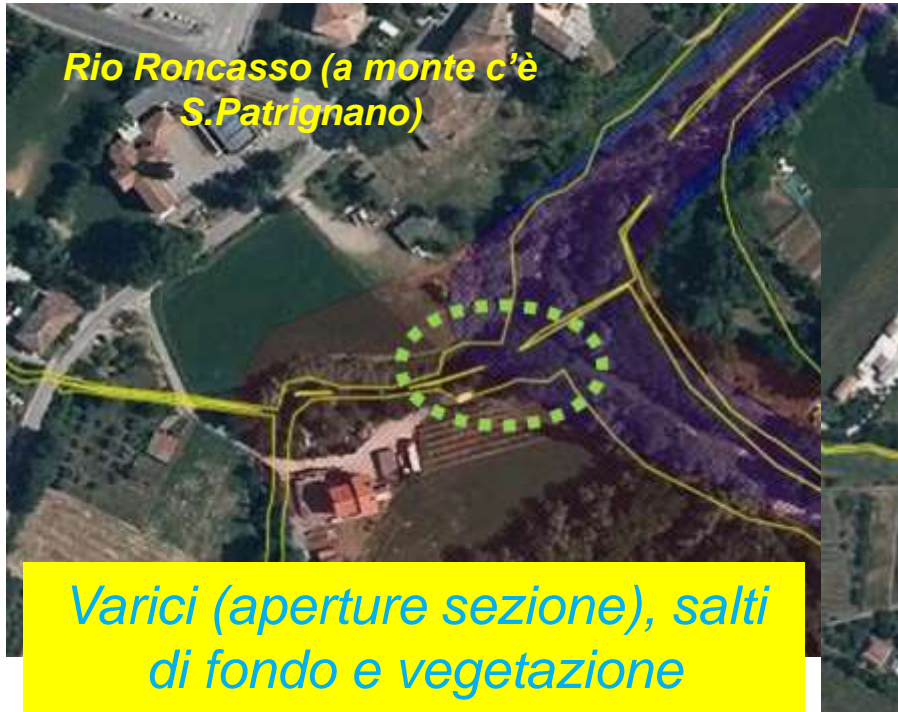 Rio Roncasso (a monte c'è
S.Patrignano)
Varici (aperture sezione), salti
di fondo e vegetazione